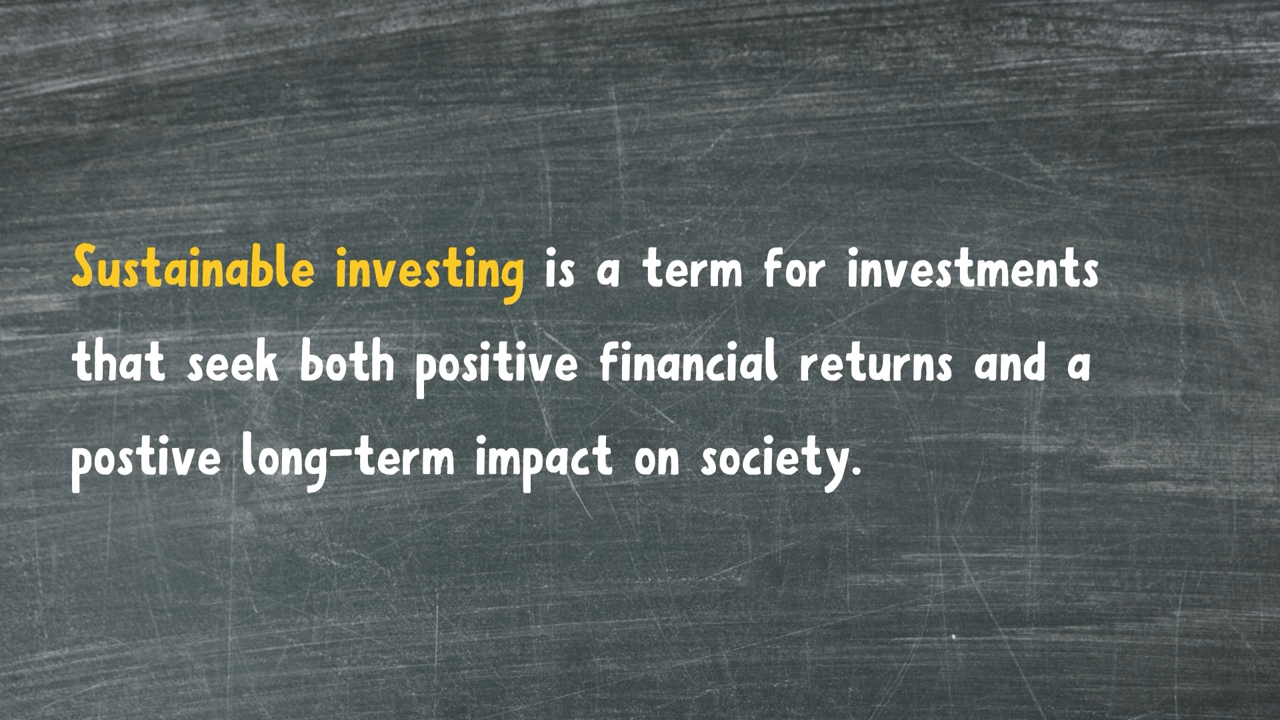 Sustainable investing is a term for investments
that seek both positive financial returns and a
postive long-term impact on society.